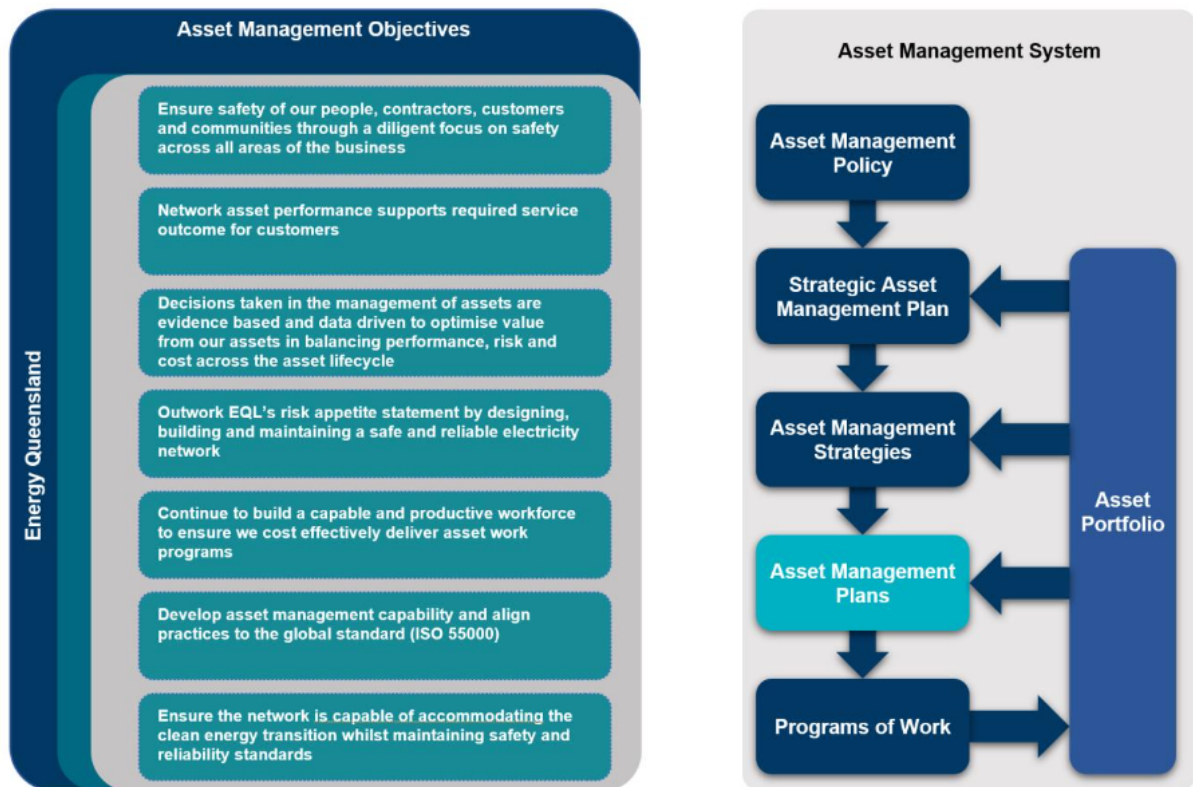 Asset Management Objectives
Energy Queensland
Ensure safety of our people, contractors, customers
and communities through a diligent focus on safety
across all areas of the business
Network asset performance supports required service
outcome for customers
Decisions taken in the management of assets are
evidence based and data driven to optimise value
from our assets in balancing performance, risk and
cost across the asset lifecycle
Outwork EQL's risk appetite statement by designing,
building and maintaining a safe and reliable electricity
network
Continue to build a capable and productive workforce
to ensure we cost effectively deliver asset work
programs
Develop asset management capability and align
practices to the global standard (ISO 55000)
Ensure the network is capable of accommodating the
clean energy transition whilst maintaining safety and
reliability standards
Asset Management System
Asset Management
Policy
Strategic Asset
Management Plan
Asset Management
Strategies
Asset Management
Plans
Programs of Work
Asset
Portfolio